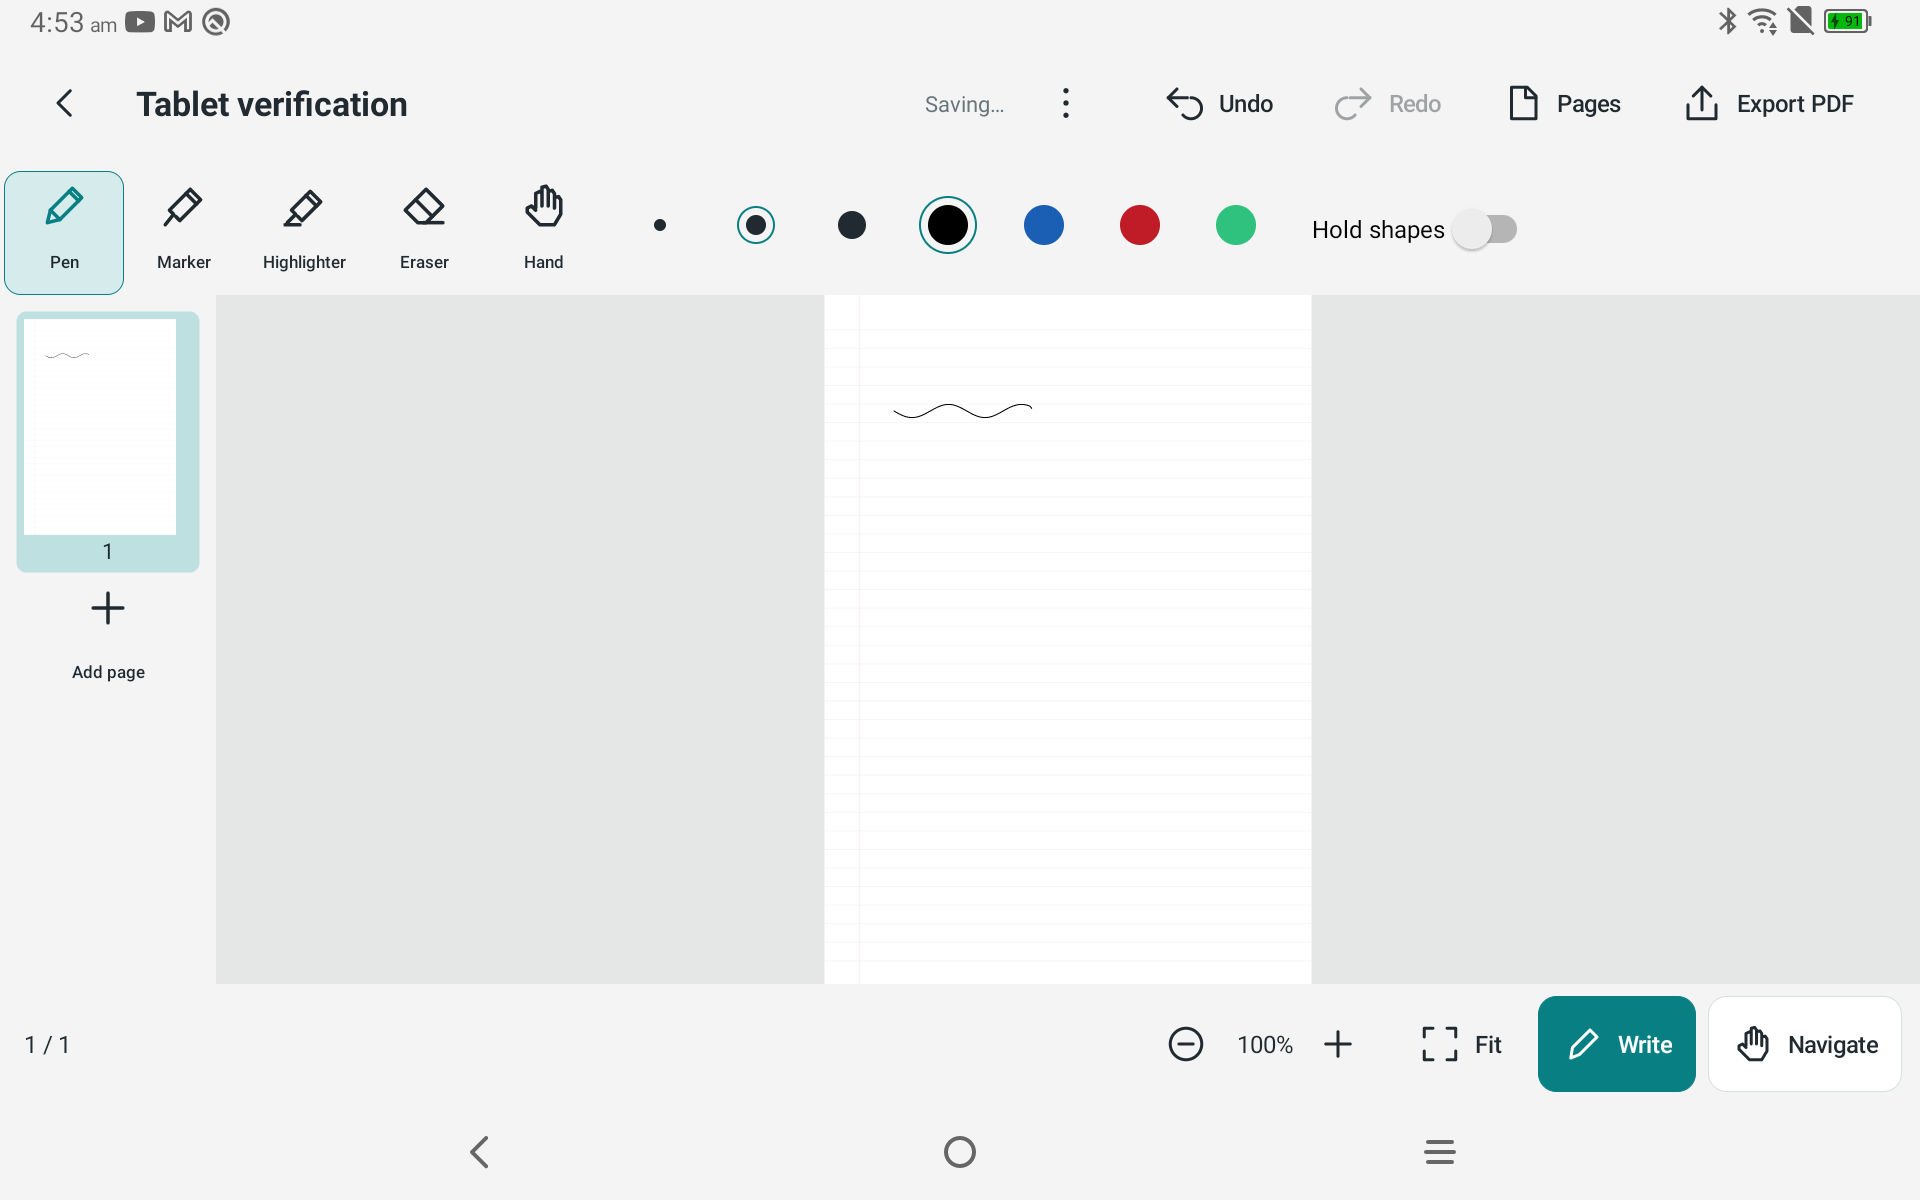 4:53 am
91
Tablet verification
Saving...
Undo
Redo
Pages
Export PDF
Pen
Marker
Highlighter
Eraser
Hand
Hold shapes
1
Add page
1 / 1
100%
Fit
Write
Navigate